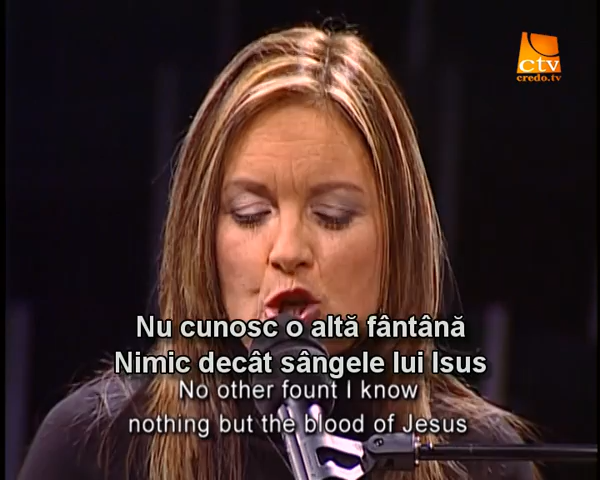 ctv
credo.tv
Nu cunosc o altă fântână
Nimic decât sângele lui Isus
No other fount I know
nothing but the blood of Jesus